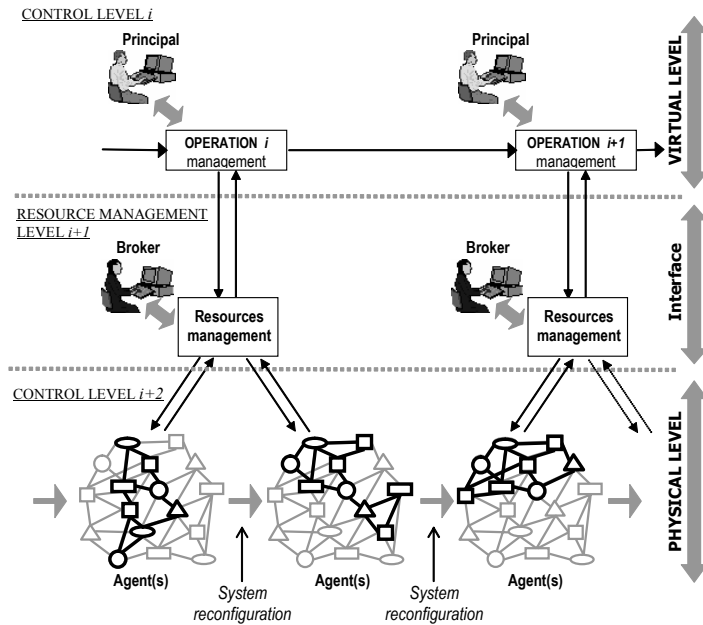 CONTROL LEVEL i
Principal
Principal
OPERATION i
management
OPERATION i+1
management
VIRTUAL LEVEL
RESOURCE MANAGEMENT
LEVEL i+1
Broker
Broker
Resources
management
Resources
management
Interface
CONTROL LEVEL i+2
PHYSICAL LEVEL
Agent(s)
Agent(s)
Agent(s)
System
reconfiguration
System
reconfiguration